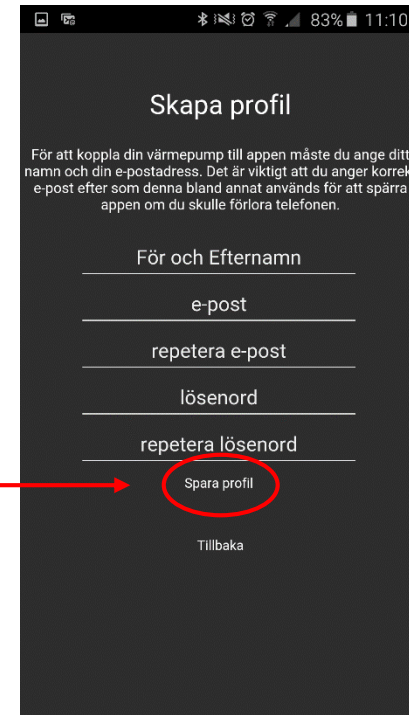 83% 11:10
Skapa profil
För att koppla din värmepump till appen måste du ange ditt
namn och din e-postadress. Det är viktigt att du anger korrek
e-post efter som denna bland annat används för att spärra
appen om du skulle förlora telefonen.
För och Efternamn
e-post
repetera e-post
lösenord
repetera lösenord
Spara profil
Tillbaka